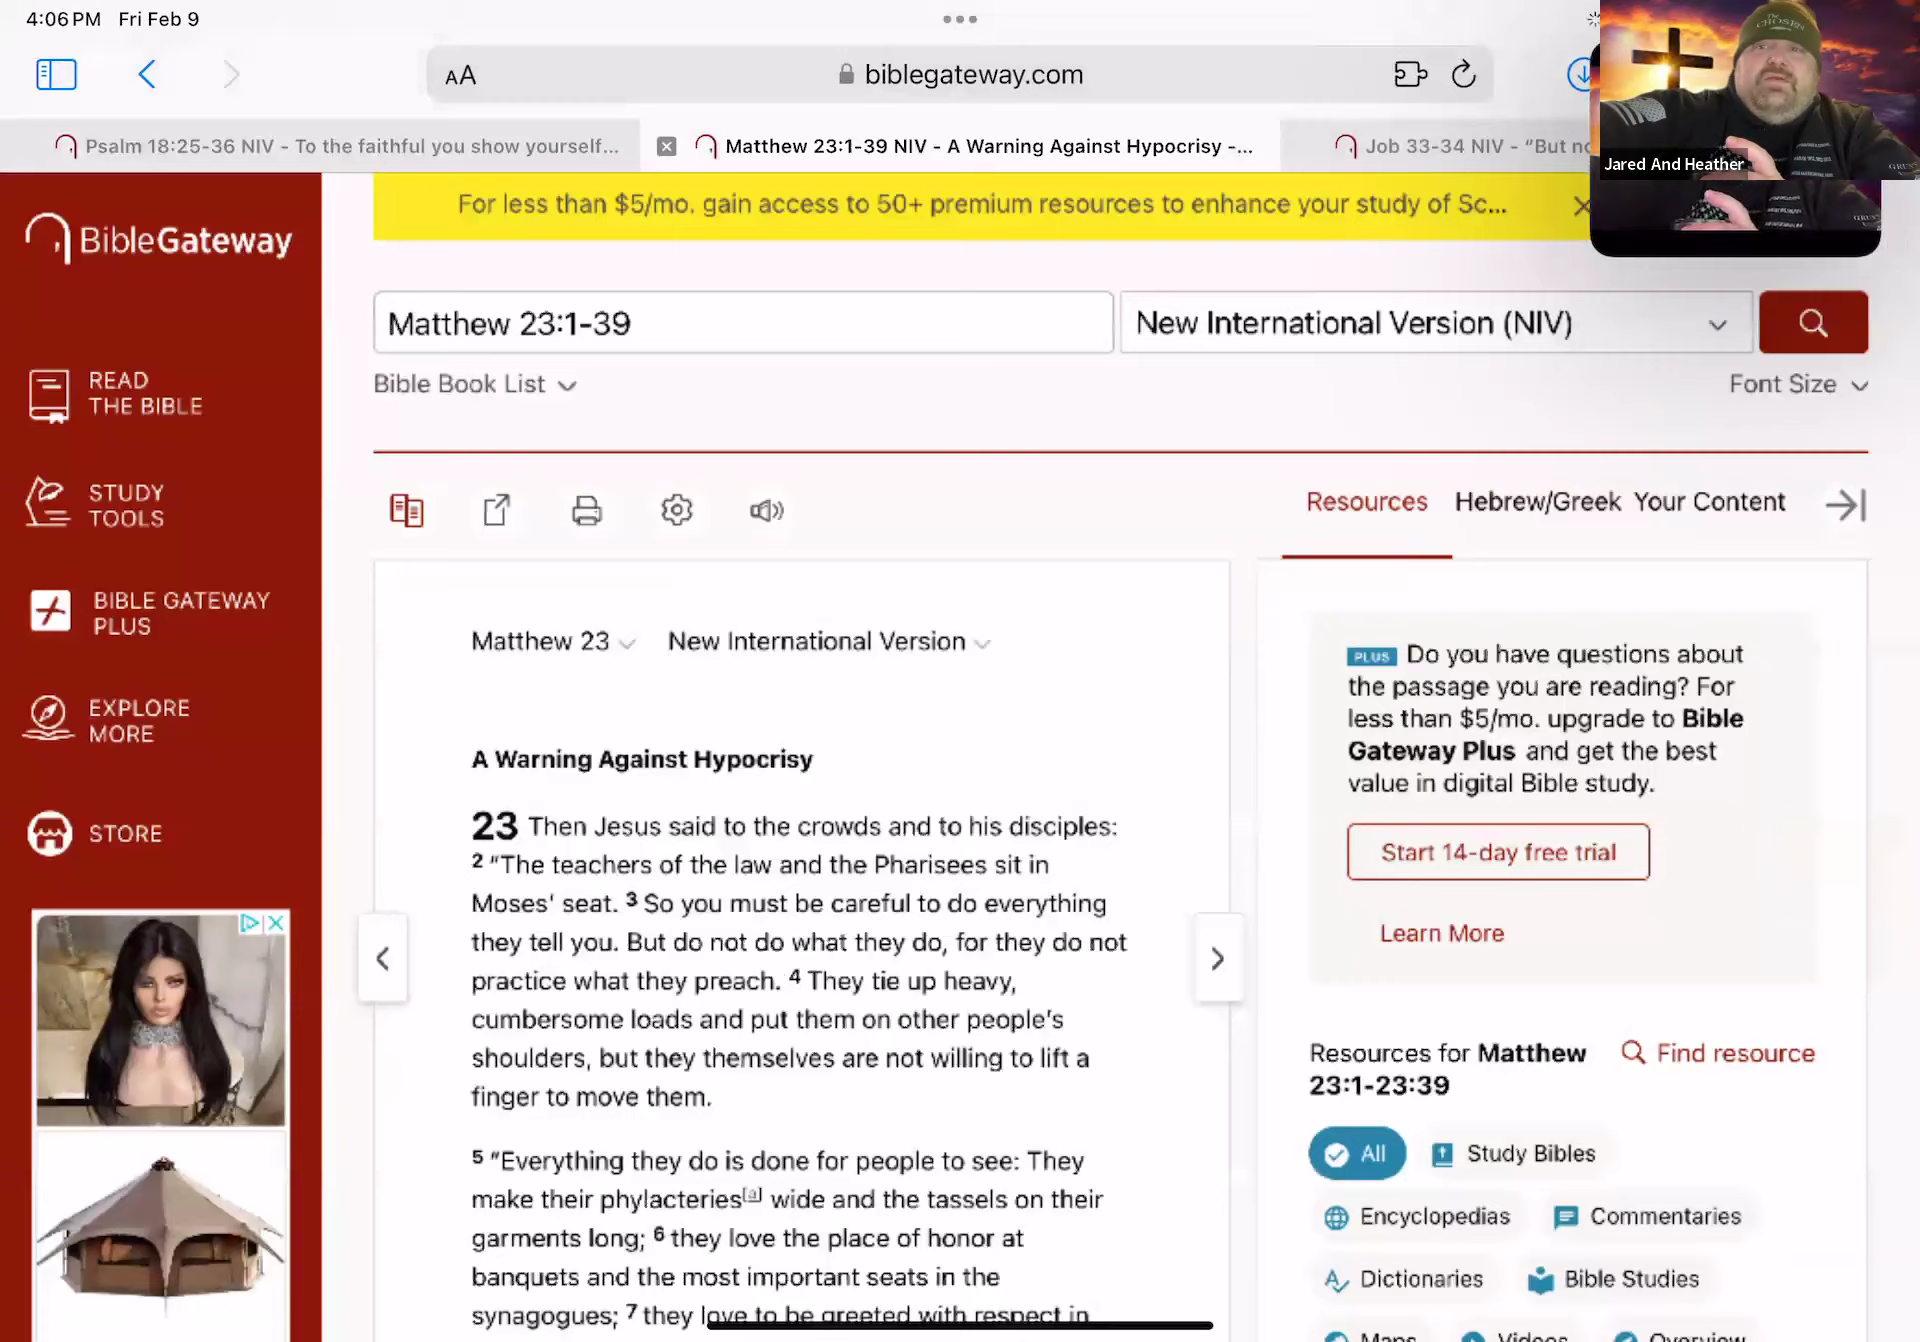 4:06 PM Fri Feb 9
AA
biblegateway.com
Psalm 18:25-36 NIV - To the faithful you show yourself...
Matthew 23:1-39 NIV - A Warning Against Hypocrisy -...
Job 33-34 NIV - “But no
The
CHOSEN
Jared And Heather
For less than $5/mo. gain access to 50+ premium resources to enhance your study of Sc...
BibleGateway
Matthew 23:1-39
New International Version (NIV)
Bible Book List
Font Size
READ
THE BIBLE
STUDY
TOOLS
BIBLE GATEWAY
PLUS
EXPLORE
MORE
STORE
Resources
Hebrew/Greek
Your Content
Matthew 23
New International Version
A Warning Against Hypocrisy
23 Then Jesus said to the crowds and to his disciples:
2 “The teachers of the law and the Pharisees sit in
Moses’ seat. 3 So you must be careful to do everything
they tell you. But do not do what they do, for they do not
practice what they preach. 4 They tie up heavy,
cumbersome loads and put them on other people’s
shoulders, but they themselves are not willing to lift a
finger to move them.
5 “Everything they do is done for people to see: They
make their phylacteries[a] wide and the tassels on their
garments long; 6 they love the place of honor at
banquets and the most important seats in the
synagogues; 7 they love to be greeted with respect in
PLUS Do you have questions about
the passage you are reading? For
less than $5/mo. upgrade to Bible
Gateway Plus and get the best
value in digital Bible study.
Start 14-day free trial
Learn More
Resources for Matthew
23:1-23:39
Find resource
All
Study Bibles
Encyclopedias
Commentaries
Dictionaries
Bible Studies
Maps
Videos
Overview